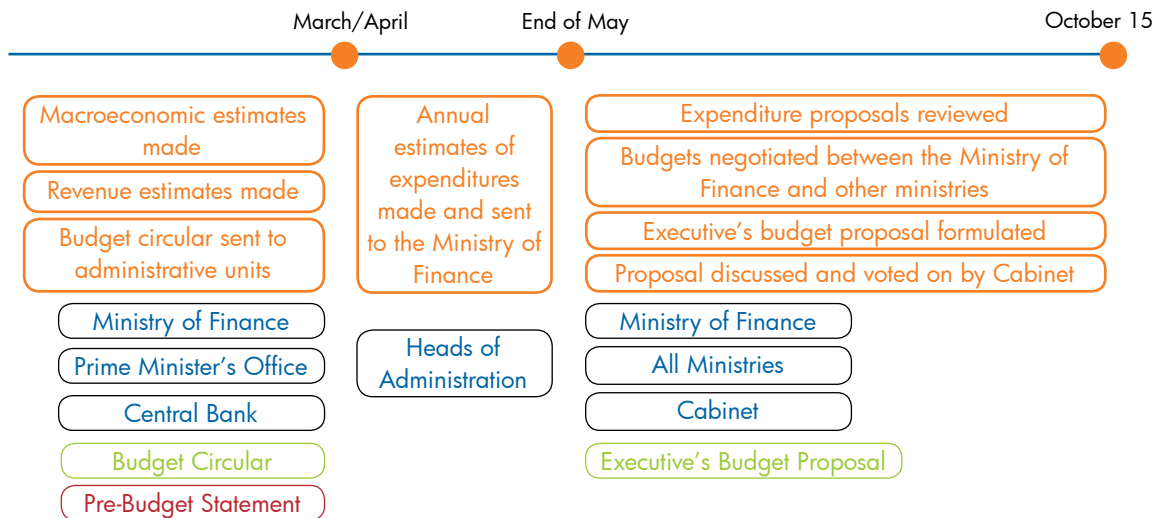 March/April
End of May
October 15
Macroeconomic estimates
made
Revenue estimates made
Budget circular sent to
administrative units
Ministry of Finance
Prime Minister’s Office
Central Bank
Budget Circular
Pre-Budget Statement
Annual
estimates of
expenditures
made and sent
to the Ministry of
Finance
Heads of
Administration
Expenditure proposals reviewed
Budgets negotiated between the Ministry of
Finance and other ministries
Executive’s budget proposal formulated
Proposal discussed and voted on by Cabinet
Ministry of Finance
All Ministries
Cabinet
Executive’s Budget Proposal